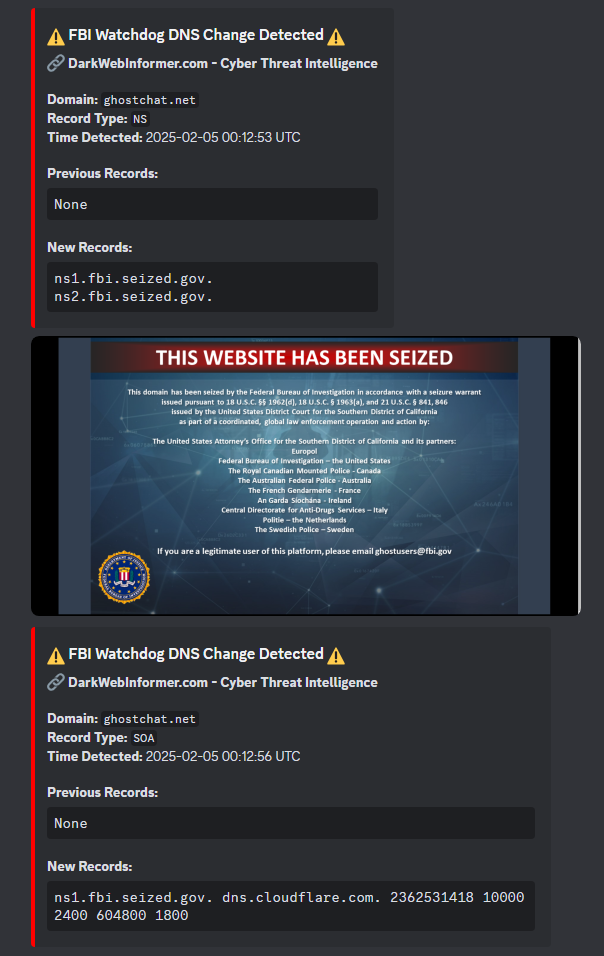 ⚠️ FBI Watchdog DNS Change Detected ⚠️
🔗 DarkWebInformer.com - Cyber Threat Intelligence
Domain: ghostchat.net
Record Type: NS
Time Detected: 2025-02-05 00:12:53 UTC
Previous Records:
None
New Records:
ns1.fbi.seized.gov.
ns2.fbi.seized.gov.
THIS WEBSITE HAS BEEN SEIZED
This domain has been seized by the Federal Bureau of Investigation in accordance with a seizure warrant
issued pursuant to 18 U.S.C. §§ 1962(d), 18 U.S.C. § 1963(a), and 21 U.S.C. § 841, 846
issued by the United States District Court for the Southern District of California
as part of a coordinated, global law enforcement operation and action by:
The United States Attorney's Office for the Southern District of California and its partners:
Europol
Federal Bureau of Investigation – the United States
The Royal Canadian Mounted Police - Canada
The Australian Federal Police - Australia
The French Gendarmerie - France
An Garda Síochána - Ireland
Central Directorate for Anti-Drugs Services – Italy
Politie – the Netherlands
The Swedish Police – Sweden
If you are a legitimate user of this platform, please email ghostusers@fbi.gov
⚠️ FBI Watchdog DNS Change Detected ⚠️
🔗 DarkWebInformer.com - Cyber Threat Intelligence
Domain: ghostchat.net
Record Type: SOA
Time Detected: 2025-02-05 00:12:56 UTC
Previous Records:
None
New Records:
ns1.fbi.seized.gov. dns.cloudflare.com. 2362531418 10000
2400 604800 1800